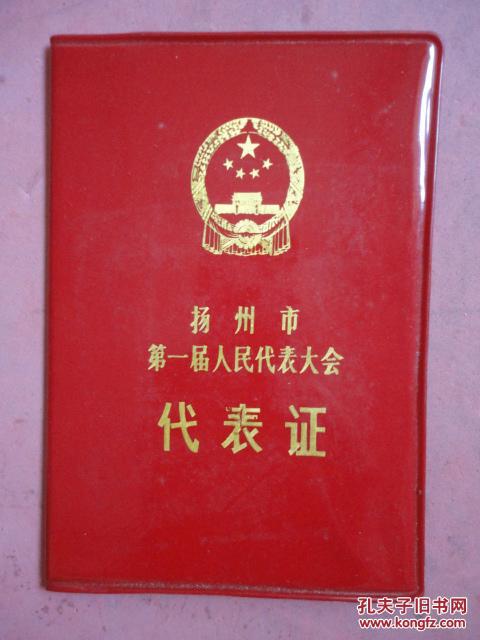 扬州市
第一届人民代表大会
代表证
孔夫子旧书网
www.kongfz.com